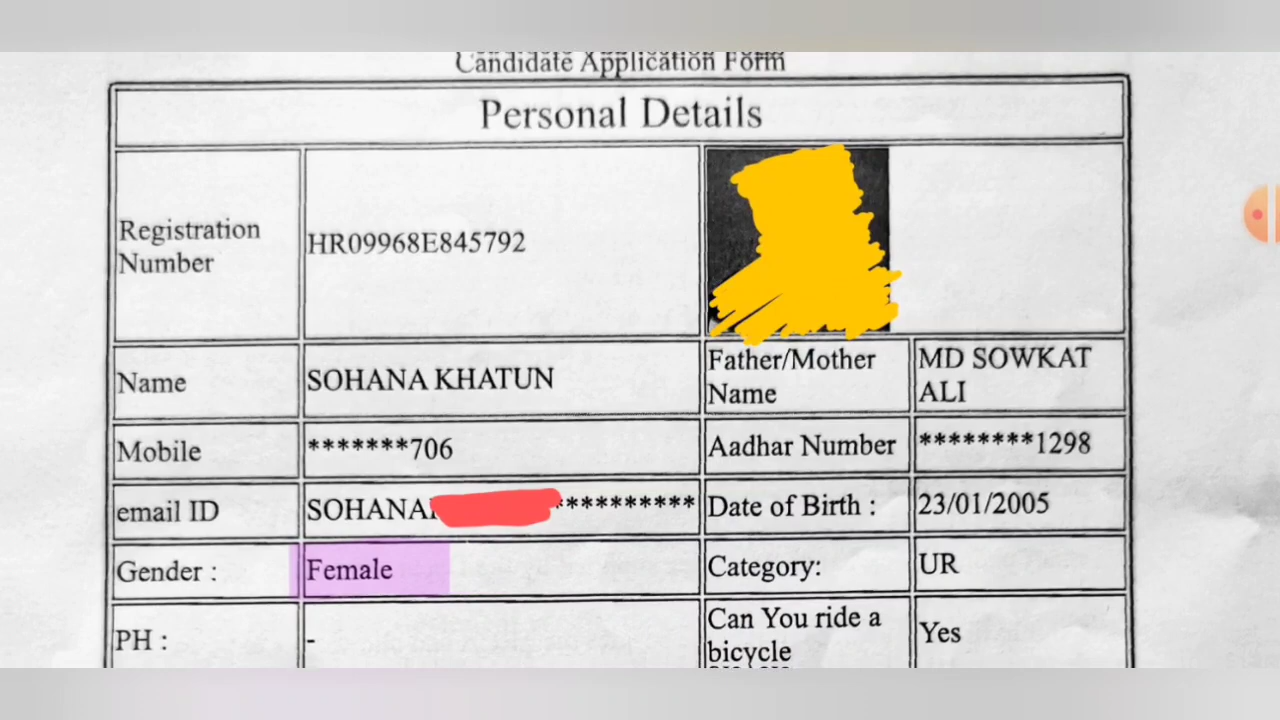 Candidate Application Form
Personal Details
Registration
Number
HR09968E845792
Name
SOHANA KHATUN
Father/Mother
Name
MD SOWKAT
ALI
Mobile
*******706
Aadhar Number
********1298
email ID
SOHANA
**********
Date of Birth :
23/01/2005
Gender :
Female
Category:
UR
PH :
-
Can You ride a
bicycle
Yes